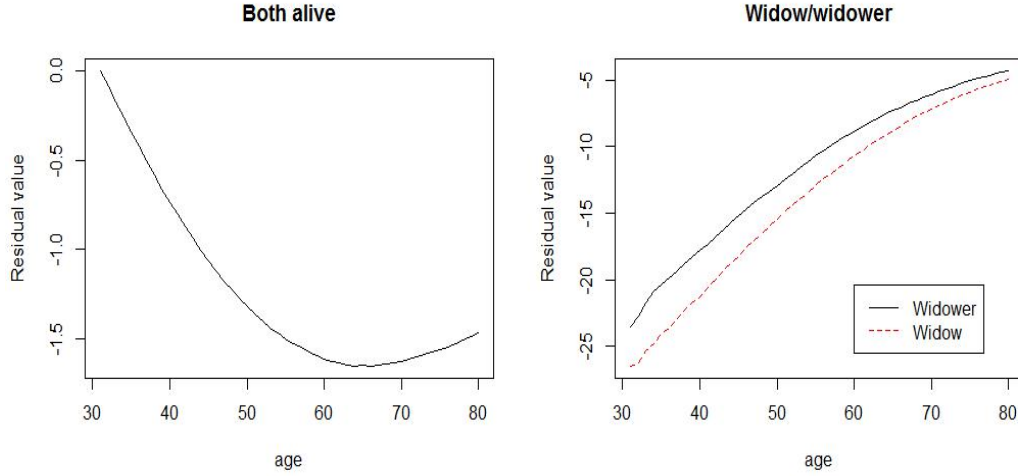 Both alive
Residual value
0.0
-0.5
-1.0
-1.5
30 40 50 60 70 80
age
Widow/widower
Residual value
-5
-10
-15
-20
-25
Widower
Widow
30 40 50 60 70 80
age